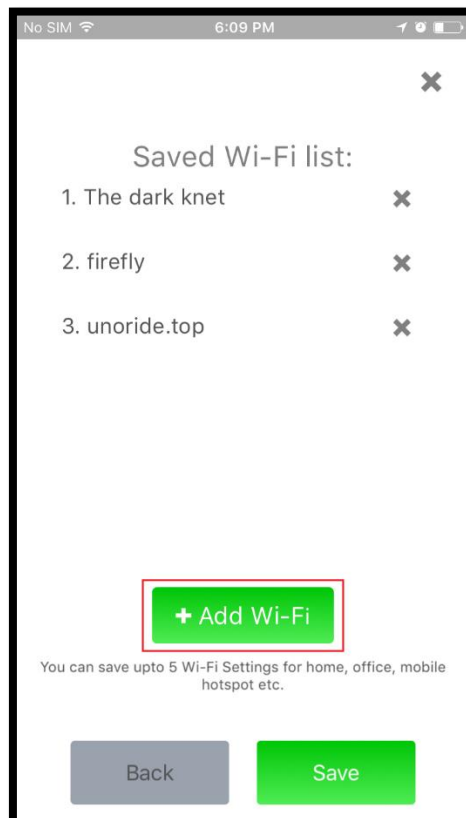 No SIM 6:09 PM
Saved Wi-Fi list:
1. The dark knet
2. firefly
3. unoride.top
+ Add Wi-Fi
You can save upto 5 Wi-Fi Settings for home, office, mobile
hotspot etc.
Back Save